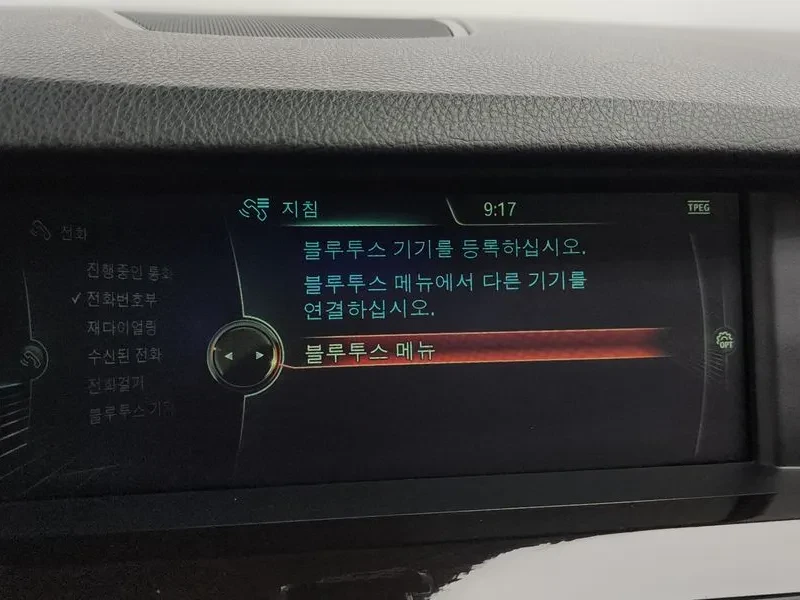 지침
9:17
TPEG
전화
진행중인 통화
✓ 전화번호부
재다이얼링
수신된 전화
전화걸기
블루투스
블루투스 기기를 등록하십시오.
블루투스 메뉴에서 다른 기기를
연결하십시오.
블루투스 메뉴
OPT